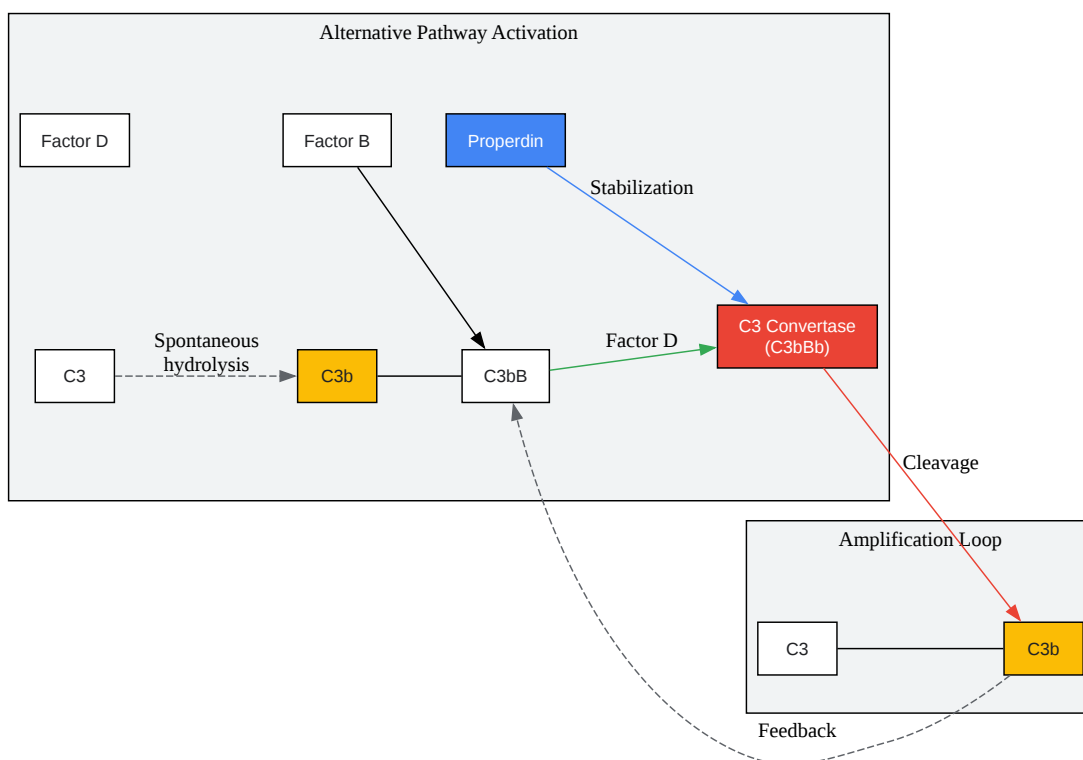 Alternative Pathway Activation
Factor D
Factor B
Properdin
Stabilization
C3 Convertase
(C3bBb)
Factor D
Spontaneous
hydrolysis
C3
C3b
C3bB
Cleavage
Amplification Loop
C3
C3b
Feedback